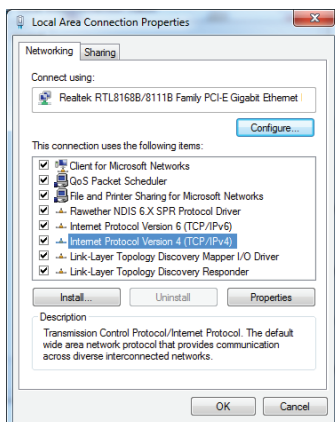 Local Area Connection Properties
Networking
Sharing
Connect using:
Realtek RTL8168B/8111B Family PCI-E Gigabit Ethernet
Configure...
This connection uses the following items:
Client for Microsoft Networks
QoS Packet Scheduler
File and Printer Sharing for Microsoft Networks
Rawether NDIS 6.X SPR Protocol Driver
Internet Protocol Version 6 (TCP/IPv6)
Internet Protocol Version 4 (TCP/IPv4)
Link-Layer Topology Discovery Mapper I/O Driver
Link-Layer Topology Discovery Responder
Install...
Uninstall
Properties
Description
Transmission Control Protocol/Internet Protocol. The default
wide area network protocol that provides communication
across diverse interconnected networks.
OK
Cancel